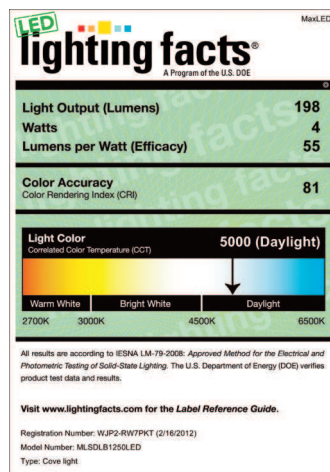 MaxLED
LED
lighting facts®
A Program of the U.S. DOE
Light Output (Lumens) 198
Watts 4
Lumens per Watt (Efficacy) 55
Color Accuracy 81
Color Rendering Index (CRI)
Light Color 5000 (Daylight)
Correlated Color Temperature (CCT)
Warm White Bright White Daylight
2700K 3000K 4500K 6500K
All results are according to IESNA LM-79-2008: Approved Method for the Electrical and
Photometric Testing of Solid-State Lighting. The U.S. Department of Energy (DOE) verifies
product test data and results.
Visit www.lightingfacts.com for the Label Reference Guide.
Registration Number: WJP2-RW7PKT (2/16/2012)
Model Number: MLSDLB1250LED
Type: Cove light